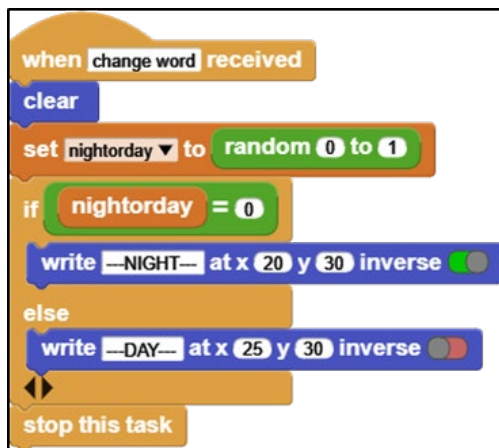 when change word received
clear
set nightorday ▼ to random 0 to 1
if nightorday = 0
write ---NIGHT--- at x 20 y 30 inverse
else
write ---DAY--- at x 25 y 30 inverse
stop this task